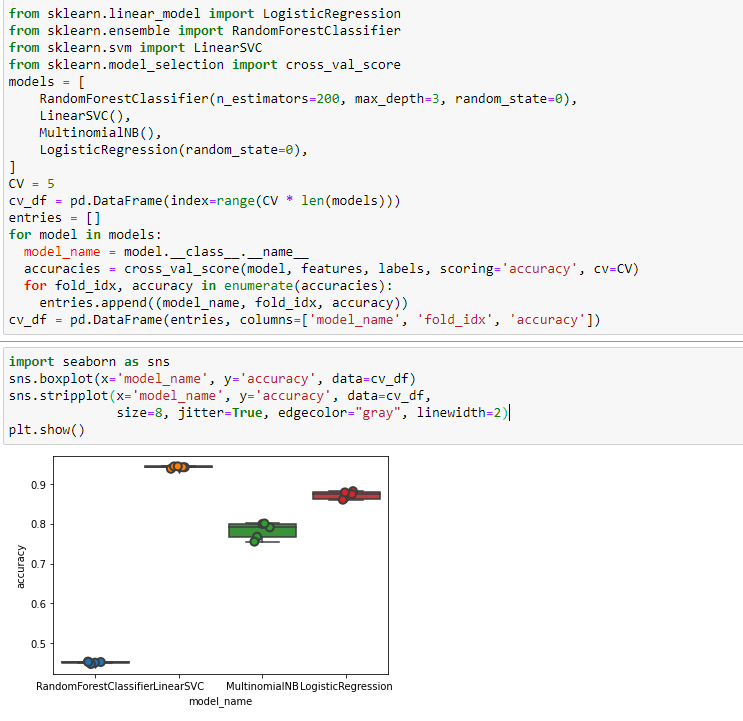 from sklearn.linear_model import LogisticRegression
from sklearn.ensemble import RandomForestClassifier
from sklearn.svm import LinearSVC
from sklearn.model_selection import cross_val_score
models = [
    RandomForestClassifier(n_estimators=200, max_depth=3, random_state=0),
    LinearSVC(),
    MultinomialNB(),
    LogisticRegression(random_state=0),
]
CV = 5
cv_df = pd.DataFrame(index=range(CV * len(models)))
entries = []
for model in models:
  model_name = model.__class__.__name__
  accuracies = cross_val_score(model, features, labels, scoring='accuracy', cv=CV)
  for fold_idx, accuracy in enumerate(accuracies):
    entries.append((model_name, fold_idx, accuracy))
cv_df = pd.DataFrame(entries, columns=['model_name', 'fold_idx', 'accuracy'])
import seaborn as sns
sns.boxplot(x='model_name', y='accuracy', data=cv_df)
sns.stripplot(x='model_name', y='accuracy', data=cv_df,
              size=8, jitter=True, edgecolor="gray", linewidth=2)
plt.show()
0.9
0.8
0.7
0.6
0.5
accuracy
RandomForestClassifier LinearSVC MultinomialNB LogisticRegression
model_name